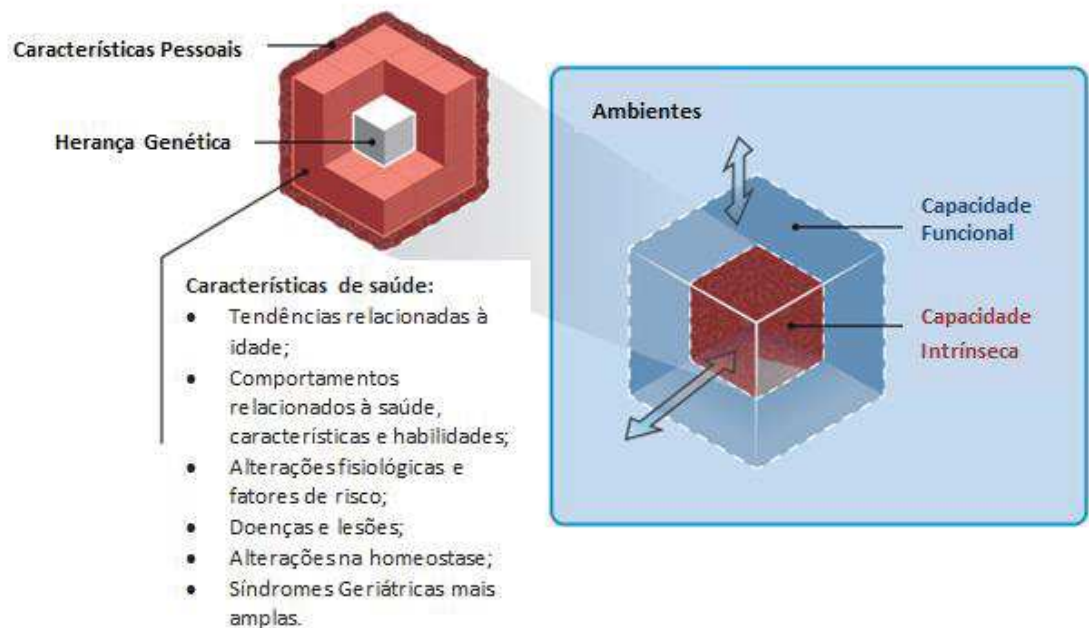 Características Pessoais
Herança Genética
Características de saúde:
• Tendências relacionadas à
idade;
• Comportamentos
relacionados à saúde,
características e habilidades;
• Alterações fisiológicas e
fatores de risco;
• Doenças e lesões;
• Alterações na homeostase;
• Síndromes Geriátricas mais
amplas.
Ambientes
Capacidade
Funcional
Capacidade
Intrínseca